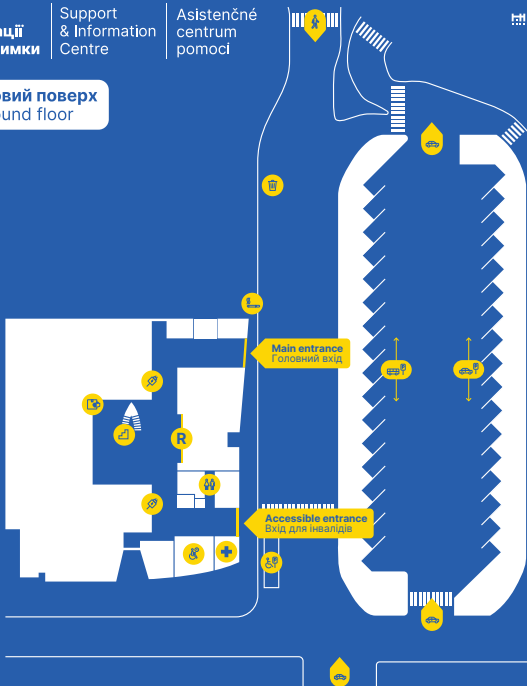 ації
имки
Support
& Information
Centre
Asistenčné
centrum
pomoci
вий поверх
und floor
Main entrance
Головний вхід
R
Accessible entrance
Вхід для інвалідів